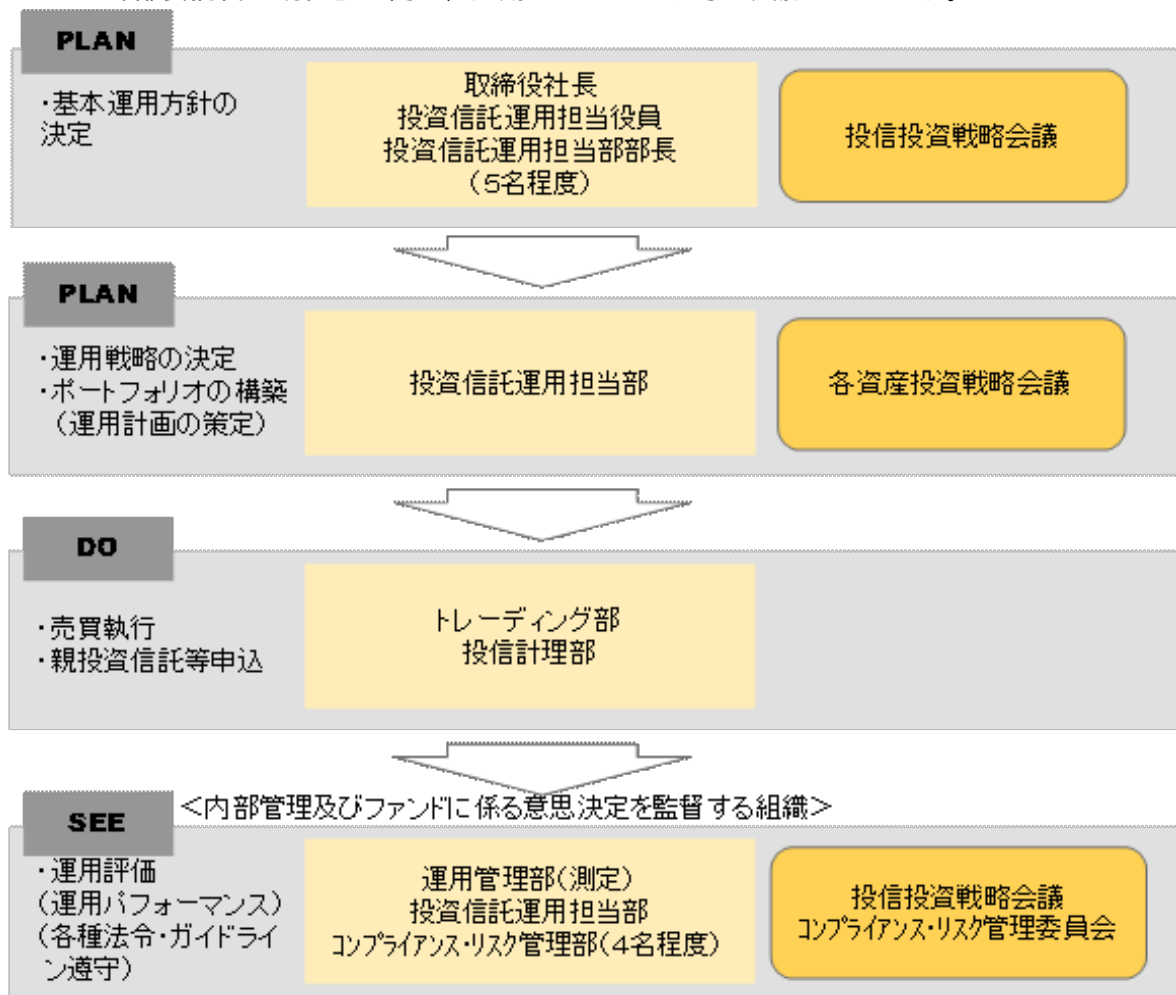 PLAN
・基本運用方針の
決定
取締役社長
投資信託運用担当役員
投資信託運用担当部部長
（5名程度）
投信投資戦略会議
PLAN
・運用戦略の決定
・ポートフォリオの構築
（運用計画の策定）
投資信託運用担当部
各資産投資戦略会議
DO
・売買執行
・親投資信託等申込
トレーディング部
投信計理部
SEE
＜内部管理及びファンドに係る意思決定を監督する組織＞
・運用評価
（運用パフォーマンス）
（各種法令・ガイドライ
ン遵守）
運用管理部（測定）
投資信託運用担当部
コンプライアンス・リスク管理部（4名程度）
投信投資戦略会議
コンプライアンス・リスク管理委員会